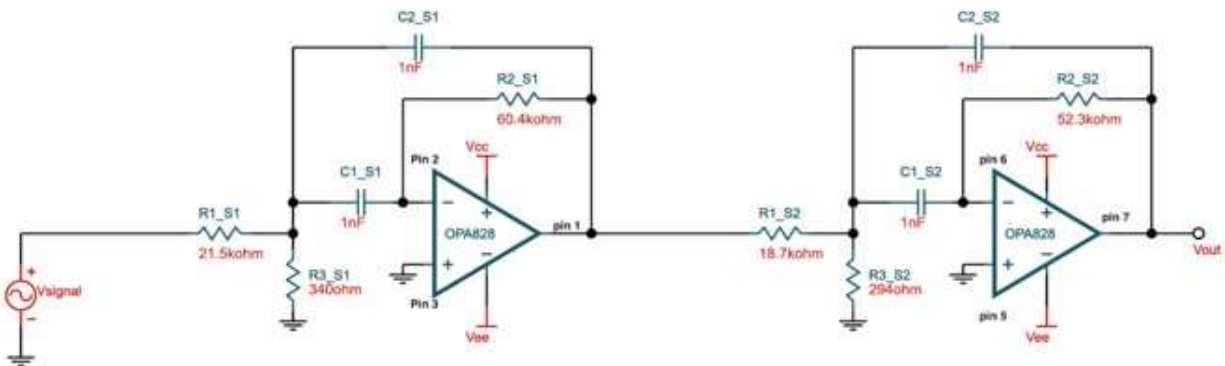 C2_S1
1nF
R2_S1
60.4kohm
Vcc
Pin 2
C1_S1
1nF
R1_S1
21.5kohm
OPA828
pin 1
R3_S1
340ohm
Pin 3
Vee
Vsignal
C2_S2
1nF
R2_S2
52.3kohm
Vcc
pin 6
C1_S2
1nF
R1_S2
18.7kohm
OPA828
pin 7
Vout
R3_S2
294ohm
pin 5
Vee